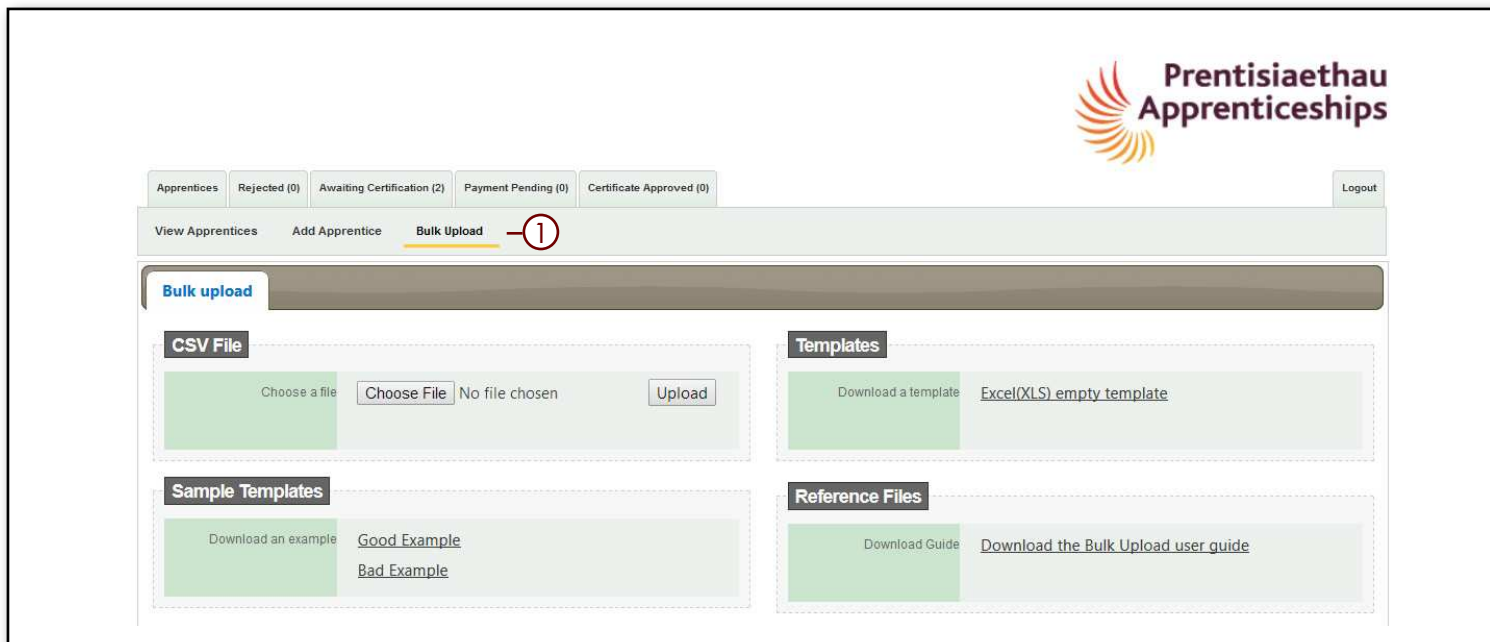 Prentisiaethau
Apprenticeships
Apprentices Rejected (0) Awaiting Certification (2) Payment Pending (0) Certificate Approved (0) Logout
View Apprentices Add Apprentice Bulk Upload 1
Bulk upload
CSV File
Choose a file Choose File No file chosen Upload
Templates
Download a template Excel(XLS) empty template
Sample Templates
Download an example Good Example
Bad Example
Reference Files
Download Guide Download the Bulk Upload user guide